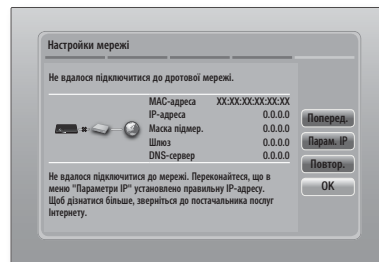 Настройки мережі
Не вдалося підключитися до дротової мережі.
MAC-адреса XX:XX:XX:XX:XX:XX
IP-адреса 0.0.0.0
Маска підмер. 0.0.0.0
Шлюз 0.0.0.0
DNS-сервер 0.0.0.0
Поперед.
Парам. IP
Повтор.
OK
Не вдалося підключитися до мережі. Переконайтеся, що в
меню "Параметри IP" установлено правильну IP-адресу.
Щоб дізнатися більше, зверніться до постачальника послуг
Інтернету.